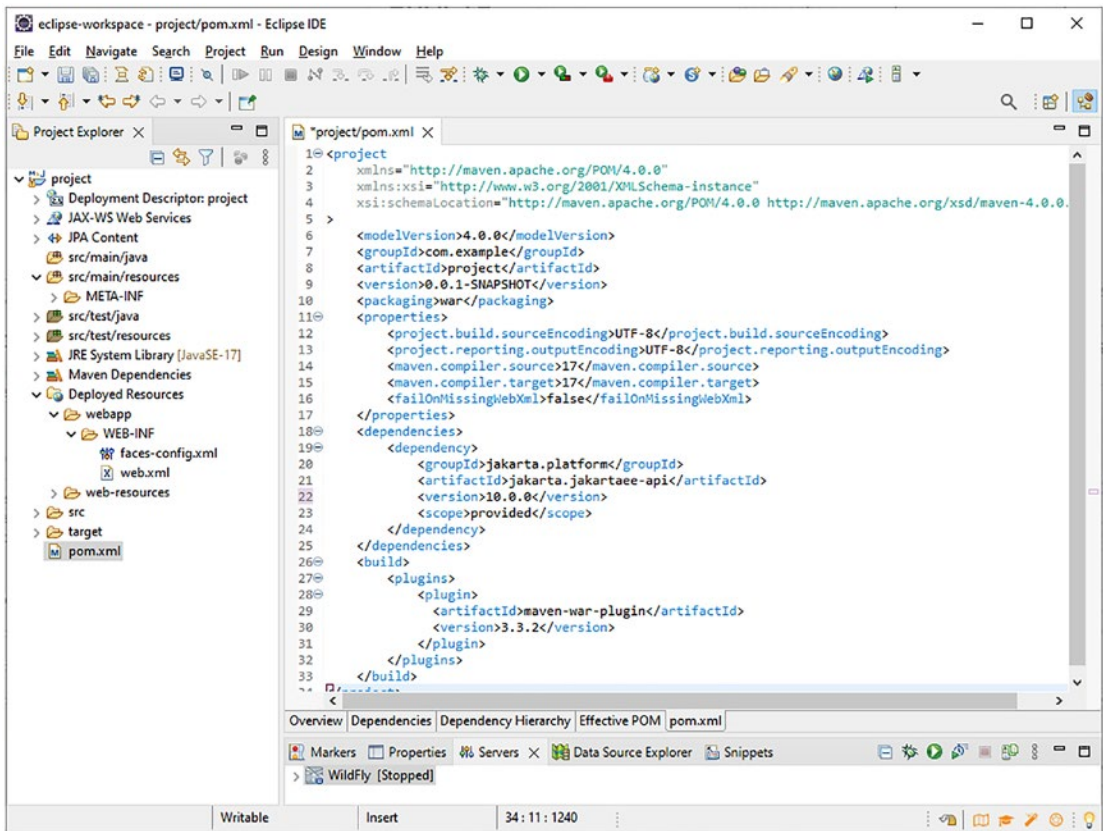 eclipse-workspace - project/pom.xml - Eclipse IDE
File Edit Navigate Search Project Run Design Window Help
Project Explorer
project
Deployment Descriptor: project
JAX-WS Web Services
JPA Content
src/main/java
src/main/resources
META-INF
src/test/java
src/test/resources
JRE System Library [JavaSE-17]
Maven Dependencies
Deployed Resources
webapp
WEB-INF
faces-config.xml
web.xml
web-resources
src
target
pom.xml
*project/pom.xml
1 <project
2 xmlns="http://maven.apache.org/POM/4.0.0"
3 xmlns:xsi="http://www.w3.org/2001/XMLSchema-instance"
4 xsi:schemaLocation="http://maven.apache.org/POM/4.0.0 http://maven.apache.org/xsd/maven-4.0.0.
5 >
6 <modelVersion>4.0.0</modelVersion>
7 <groupId>com.example</groupId>
8 <artifactId>project</artifactId>
9 <version>0.0.1-SNAPSHOT</version>
10 <packaging>war</packaging>
11 <properties>
12 <project.build.sourceEncoding>UTF-8</project.build.sourceEncoding>
13 <project.reporting.outputEncoding>UTF-8</project.reporting.outputEncoding>
14 <maven.compiler.source>17</maven.compiler.source>
15 <maven.compiler.target>17</maven.compiler.target>
16 <failOnMissingWebXml>false</failOnMissingWebXml>
17 </properties>
18 <dependencies>
19 <dependency>
20 <groupId>jakarta.platform</groupId>
21 <artifactId>jakarta.jakartaee-api</artifactId>
22 <version>10.0.0</version>
23 <scope>provided</scope>
24 </dependency>
25 </dependencies>
26 <build>
27 <plugins>
28 <plugin>
29 <artifactId>maven-war-plugin</artifactId>
30 <version>3.3.2</version>
31 </plugin>
32 </plugins>
33 </build>
Overview Dependencies Dependency Hierarchy Effective POM pom.xml
Markers Properties Servers Data Source Explorer Snippets
WildFly [Stopped]
Writable Insert 34 : 11 : 1240